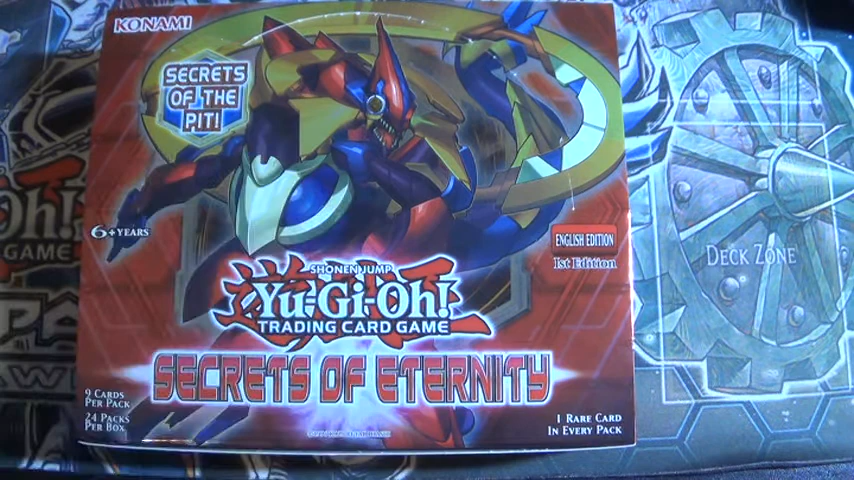 KONAMI
SECRETS
OF THE
PIT!
6+ YEARS
ENGLISH EDITION
1st Edition
SHONEN JUMP
Yu-Gi-Oh!
TRADING CARD GAME
SECRETS OF ETERNITY
9 CARDS
PER PACK
24 PACKS
PER BOX
1 RARE CARD
IN EVERY PACK
Oh!
GAME
DECK ZONE